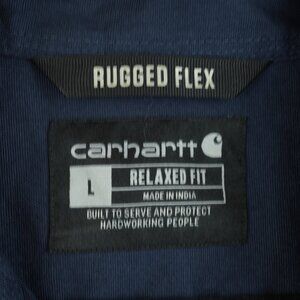 RUGGED FLEX
carhartt
L
RELAXED FIT
MADE IN INDIA
BUILT TO SERVE AND PROTECT
HARDWORKING PEOPLE